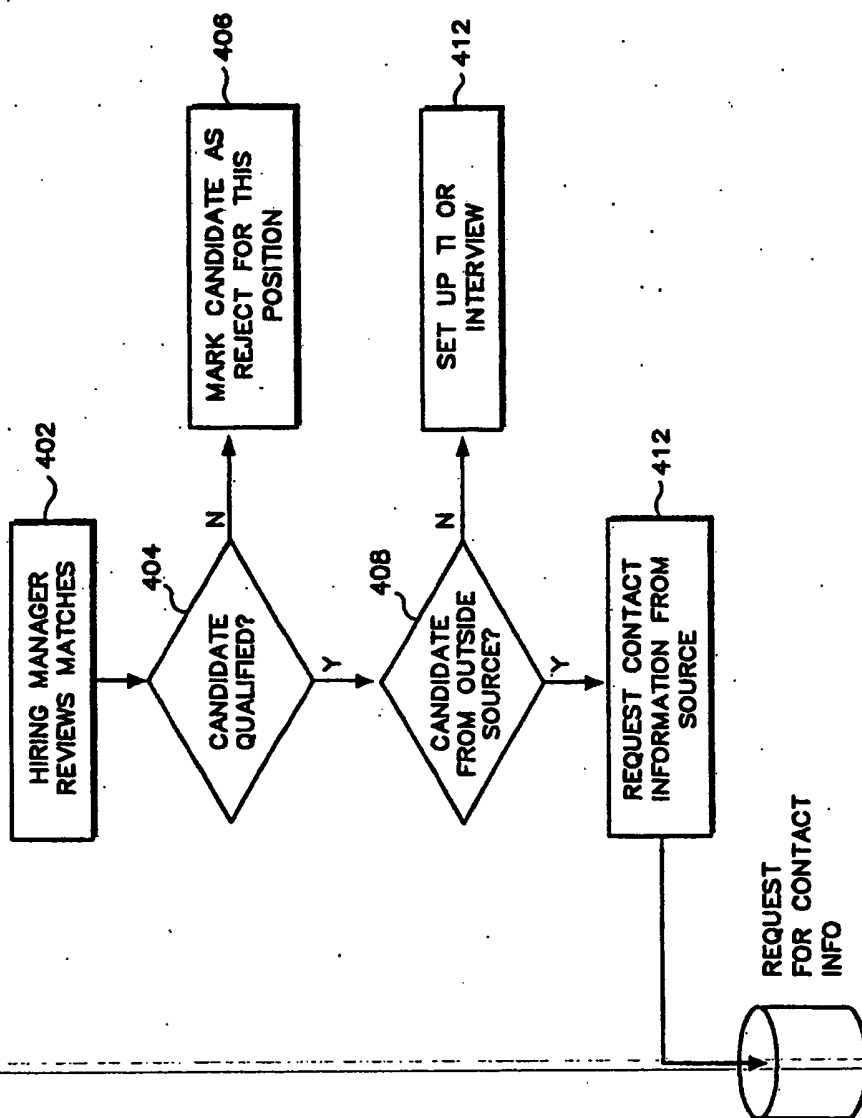 HIRING MANAGER
REVIEWS MATCHES
402
404
CANDIDATE
QUALIFIED?
N
Y
MARK CANDIDATE AS
REJECT FOR THIS
POSITION
406
408
CANDIDATE
FROM OUTSIDE
SOURCE?
N
Y
SET UP TI OR
INTERVIEW
412
REQUEST CONTACT
INFORMATION FROM
SOURCE
412
REQUEST
FOR CONTACT
INFO